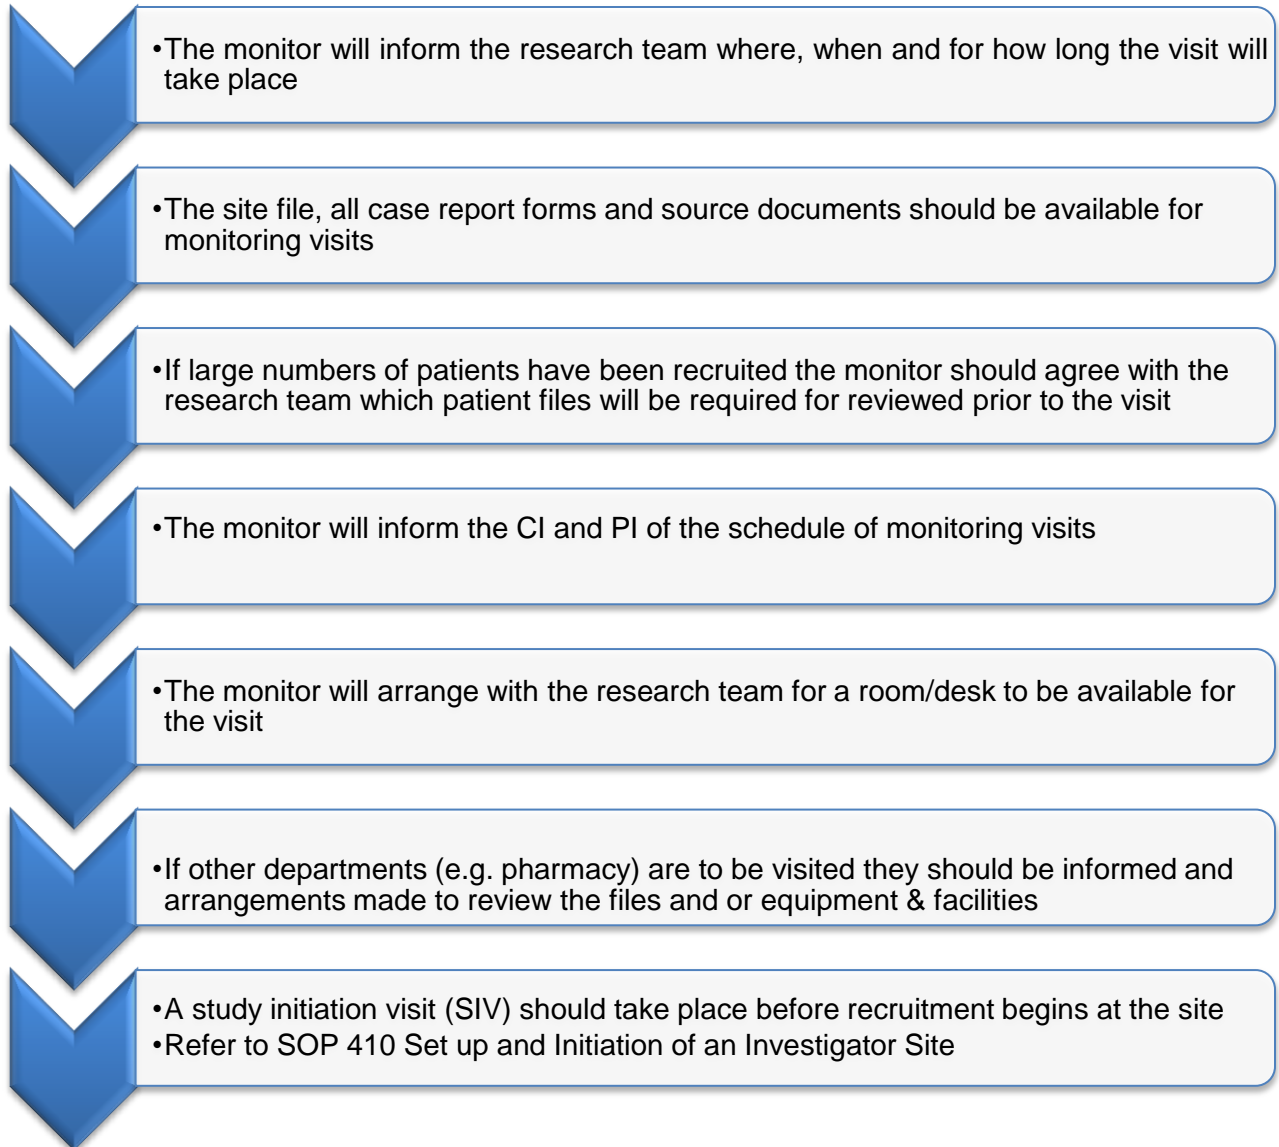 •The monitor will inform the research team where, when and for how long the visit will
take place
•The site file, all case report forms and source documents should be available for
monitoring visits
•If large numbers of patients have been recruited the monitor should agree with the
research team which patient files will be required for reviewed prior to the visit
•The monitor will inform the CI and PI of the schedule of monitoring visits
•The monitor will arrange with the research team for a room/desk to be available for
the visit
•If other departments (e.g. pharmacy) are to be visited they should be informed and
arrangements made to review the files and or equipment & facilities
•A study initiation visit (SIV) should take place before recruitment begins at the site
•Refer to SOP 410 Set up and Initiation of an Investigator Site